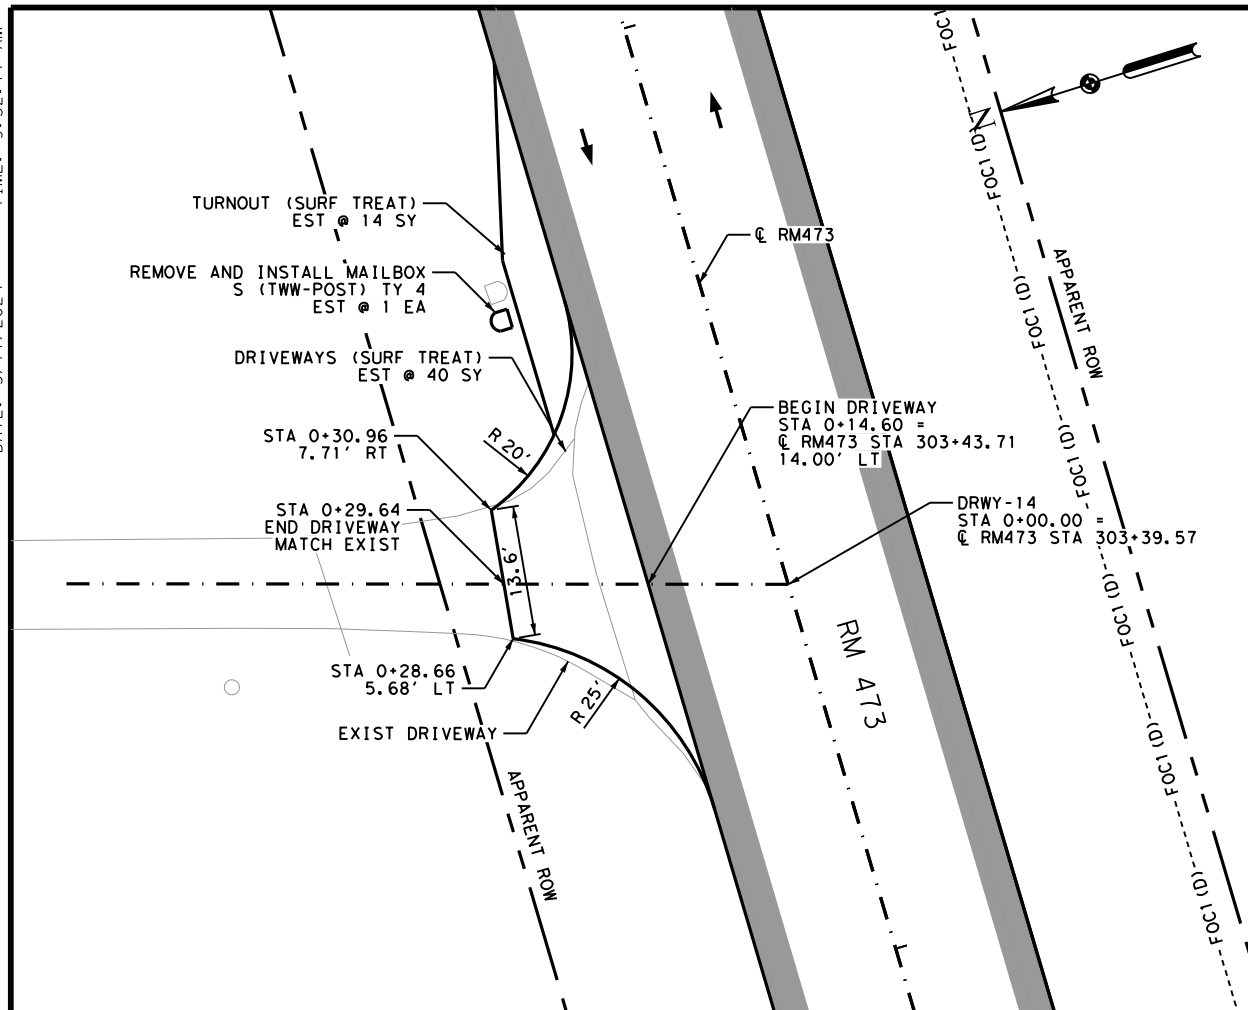 TURNOUT (SURF TREAT)
EST @ 14 SY
REMOVE AND INSTALL MAILBOX
S (TWW-POST) TY 4
EST @ 1 EA
DRIVEWAYS (SURF TREAT)
EST @ 40 SY
STA 0+30.96
7.71' RT
R 20'
STA 0+29.64
END DRIVEWAY
MATCH EXIST
13.6'
STA 0+28.66
5.68' LT
EXIST DRIVEWAY
R 25'
APPARENT ROW
℄ RM473
BEGIN DRIVEWAY
STA 0+14.60 =
℄ RM473 STA 303+43.71
14.00' LT
DRWY-14
STA 0+00.00 =
℄ RM473 STA 303+39.57
RM 473
N
APPARENT ROW
FOC1
FOC1(D)
FOC1(D)
FOC1(D)
FOC1(D)
FOC1(D)
FOC1(D)
FOC1(D)
FOC1(D)
FOC1(D)
FOC1(D)
FOC1(D)